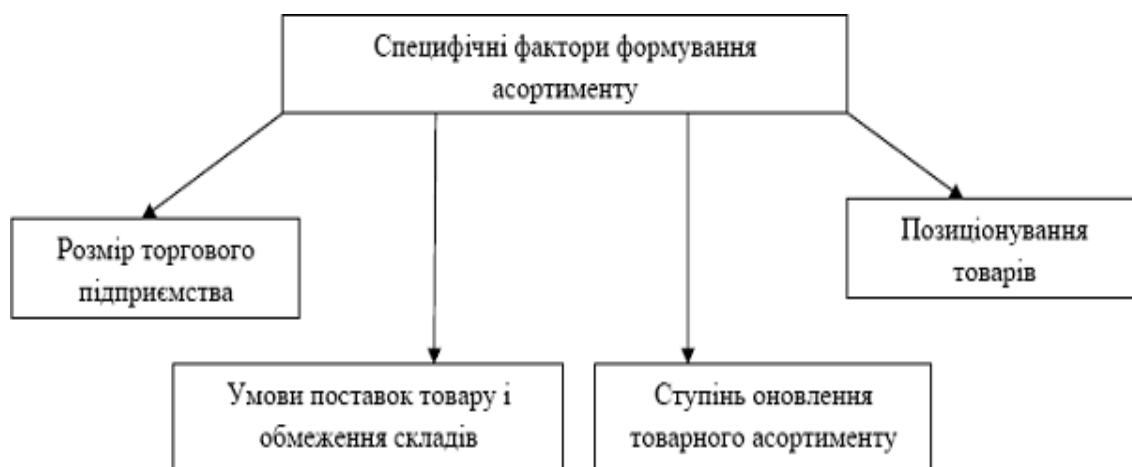 Специфічні фактори формування
асортименту
Розмір торгового
підприємства
Позиціонування
товарів
Умови поставок товару і
обмеження складів
Ступінь оновлення
товарного асортименту